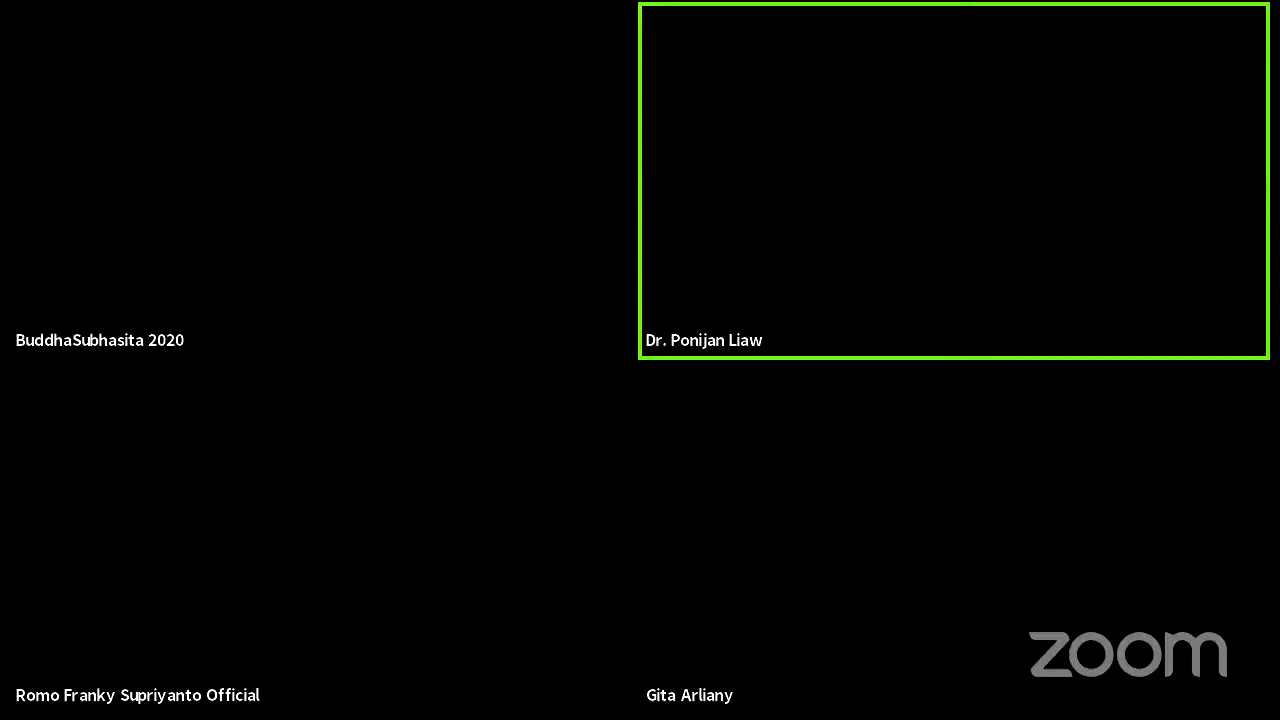 BuddhaSubhasita 2020
Dr. Ponijan Liaw
Romo Franky Supriyanto Official
Gita Arliany
zoom